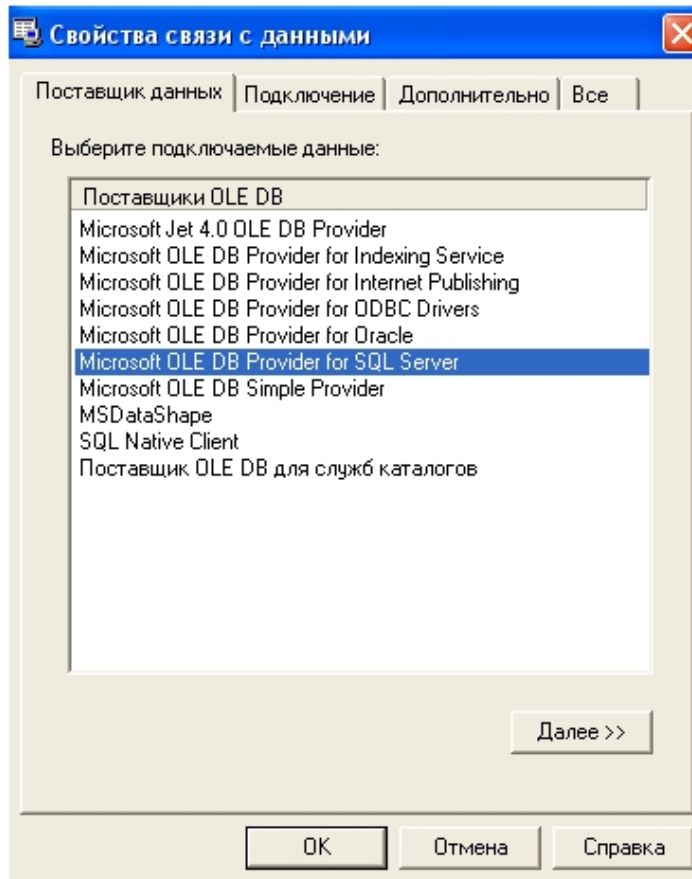 Свойства связи с данными
Поставщик данных Подключение Дополнительно Все
Выберите подключаемые данные:
Поставщики OLE DB
Microsoft Jet 4.0 OLE DB Provider
Microsoft OLE DB Provider for Indexing Service
Microsoft OLE DB Provider for Internet Publishing
Microsoft OLE DB Provider for ODBC Drivers
Microsoft OLE DB Provider for Oracle
Microsoft OLE DB Provider for SQL Server
Microsoft OLE DB Simple Provider
MSDataShape
SQL Native Client
Поставщик OLE DB для служб каталогов
Далее >>
OK Отмена Справка